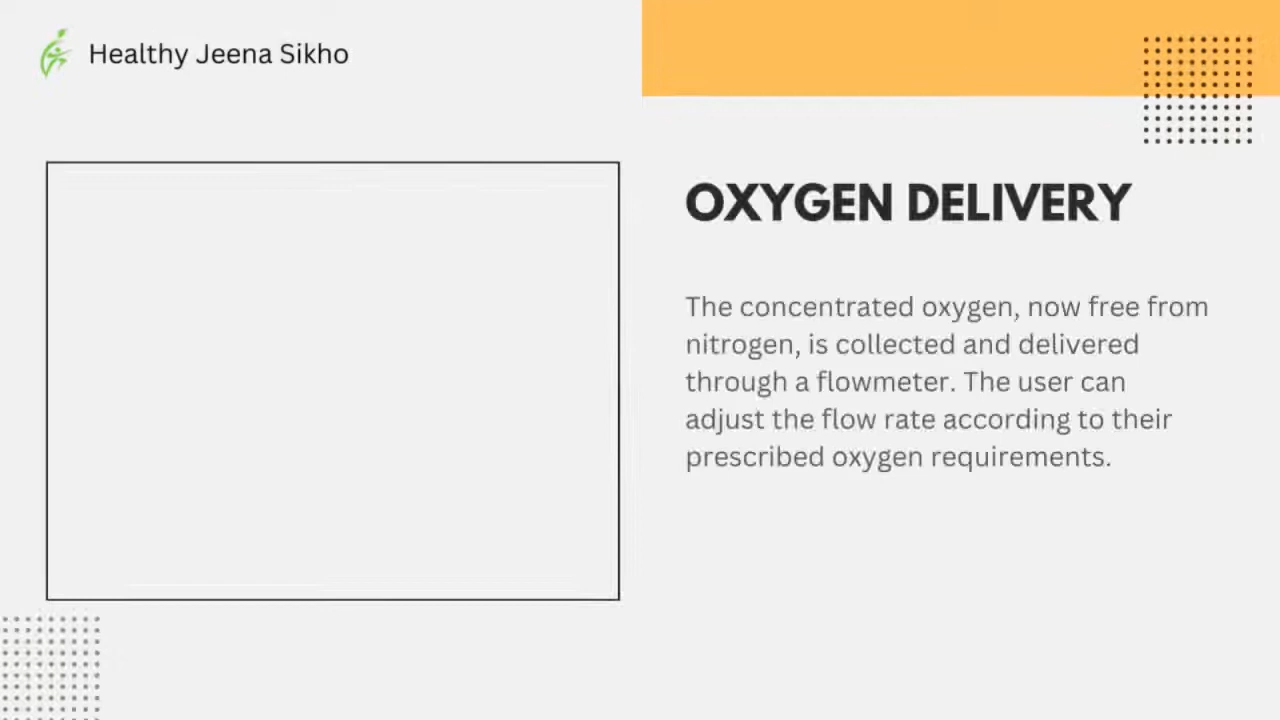 Healthy Jeena Sikho
OXYGEN DELIVERY
The concentrated oxygen, now free from
nitrogen, is collected and delivered
through a flowmeter. The user can
adjust the flow rate according to their
prescribed oxygen requirements.